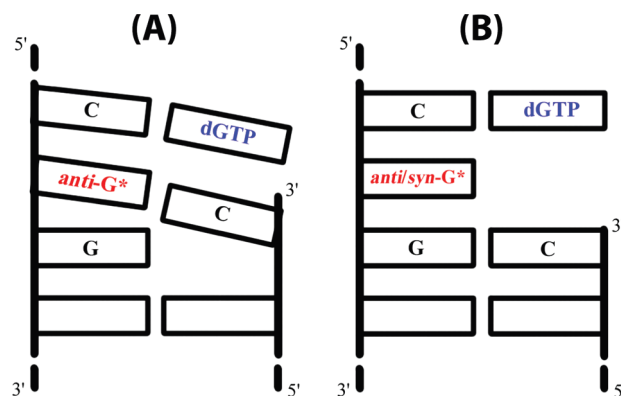 (A) (B)
5' 5'
C dGTP C dGTP
anti-G* 3' anti/syn-G*
C
G G C 3
3' 5' 3' 5